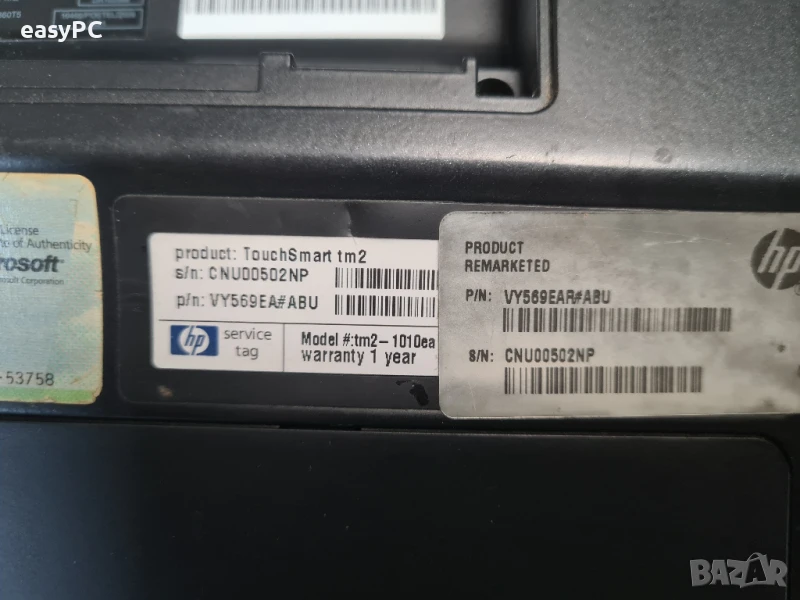 easyPC
License
of Authenticity
rosoft
Corporation
-53758
product: TouchSmart tm2
s/n: CNU00502NP
p/n: VY569EA#ABU
hp
service
tag
Model #:tm2-1010ea
warranty 1 year
PRODUCT
REMARKETED
hp
P/N: VY569EAR#ABU
S/N: CNU00502NP
BAZAR